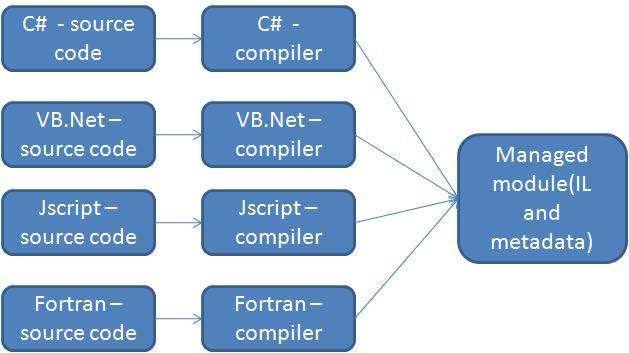 C# - source
code
C# -
compiler
VB.Net –
source code
VB.Net –
compiler
Jscript –
source code
Jscript –
compiler
Fortran –
source code
Fortran –
compiler
Managed
module(IL
and
metadata)